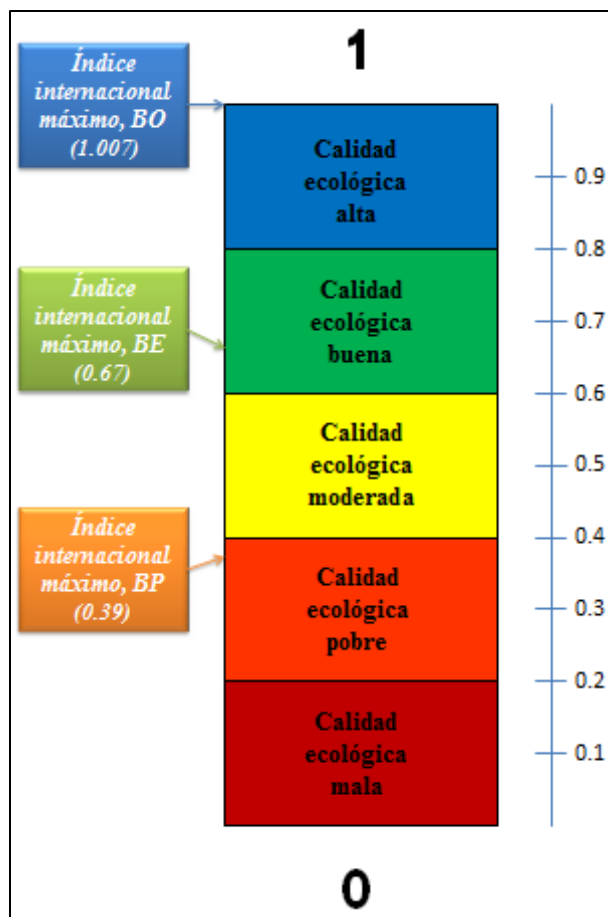 1
Índice
internacional
máximo, BO
(1.007)
Calidad
ecológica
alta
0.9
0.8
Índice
internacional
máximo, BE
(0.67)
Calidad
ecológica
buena
0.7
0.6
Calidad
ecológica
moderada
0.5
0.4
Índice
internacional
máximo, BP
(0.39)
Calidad
ecológica
pobre
0.3
0.2
Calidad
ecológica
mala
0.1
0